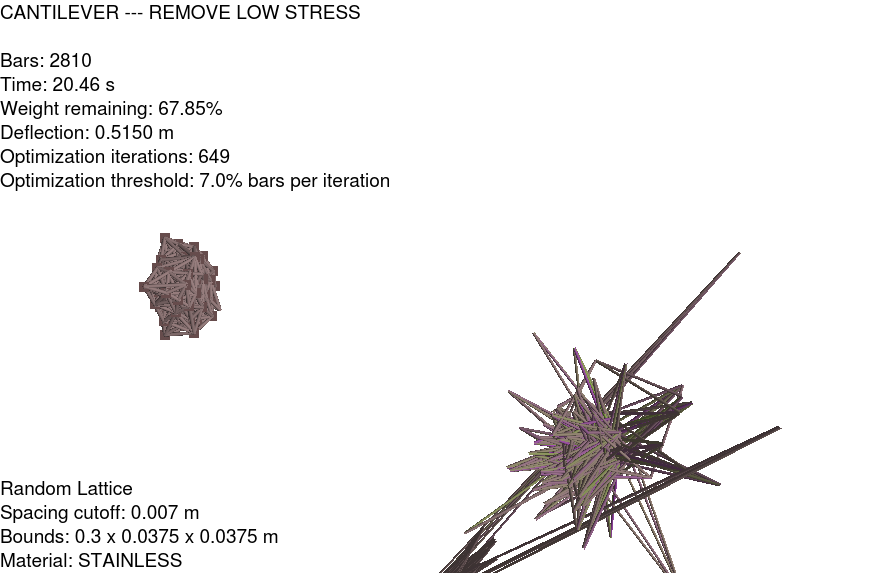 CANTILEVER --- REMOVE LOW STRESS
Bars: 2810
Time: 20.46 s
Weight remaining: 67.85%
Deflection: 0.5150 m
Optimization iterations: 649
Optimization threshold: 7.0% bars per iteration
Random Lattice
Spacing cutoff: 0.007 m
Bounds: 0.3 x 0.0375 x 0.0375 m
Material: STAINLESS